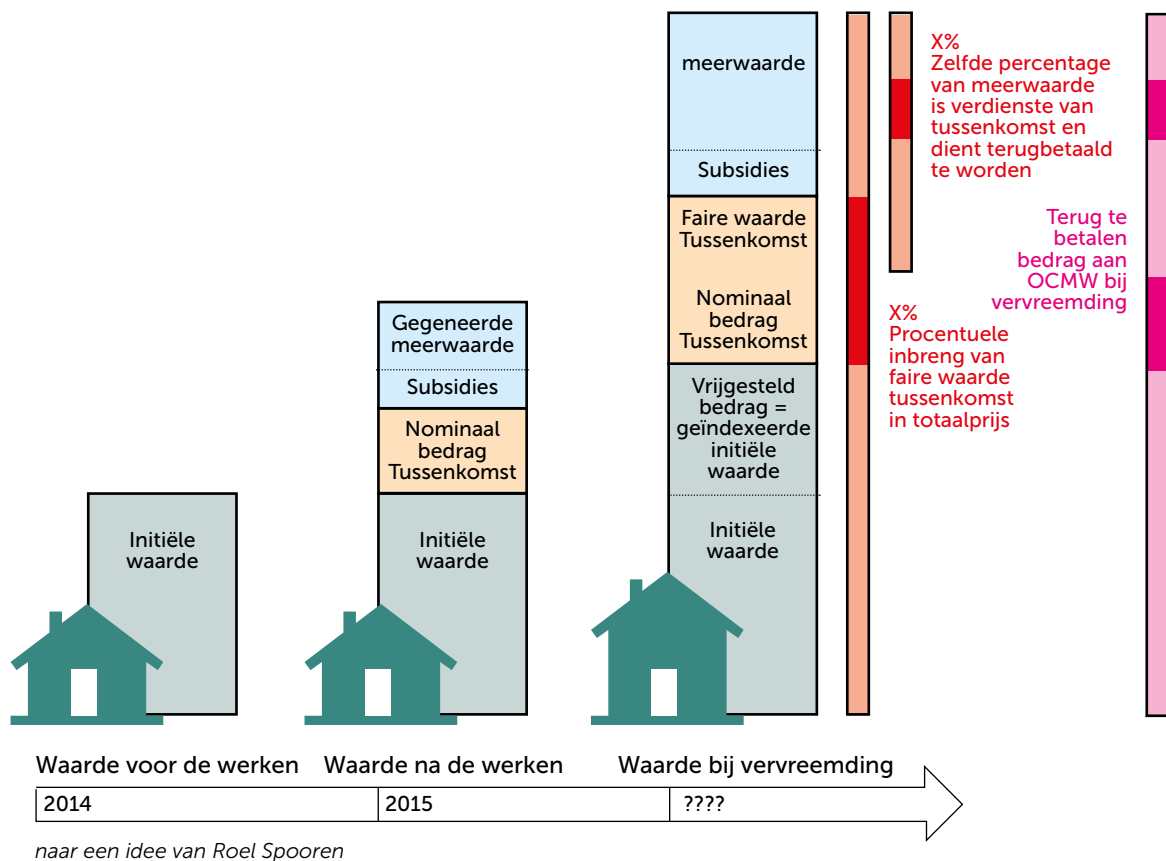 Initiële
waarde
Gegeneerde
meerwaarde
Subsidies
Nominaal
bedrag
Tussenkomst
Initiële
waarde
meerwaarde
Subsidies
Faire waarde
Tussenkomst
Nominaal
bedrag
Tussenkomst
Vrijgesteld
bedrag =
geïndexeerde
initiële
waarde
Initiële
waarde
X%
Zelfde percentage
van meerwaarde
is verdienste van
tussenkomst en
dient terugbetaald
te worden
X%
Procentuele
inbreng van
faire waarde
tussenkomst
in totaalprijs
Terug te
betalen
bedrag aan
OCMW bij
vervreemding
Waarde voor de werken
Waarde na de werken
Waarde bij vervreemding
2014
2015
????
naar een idee van Roel Spooren